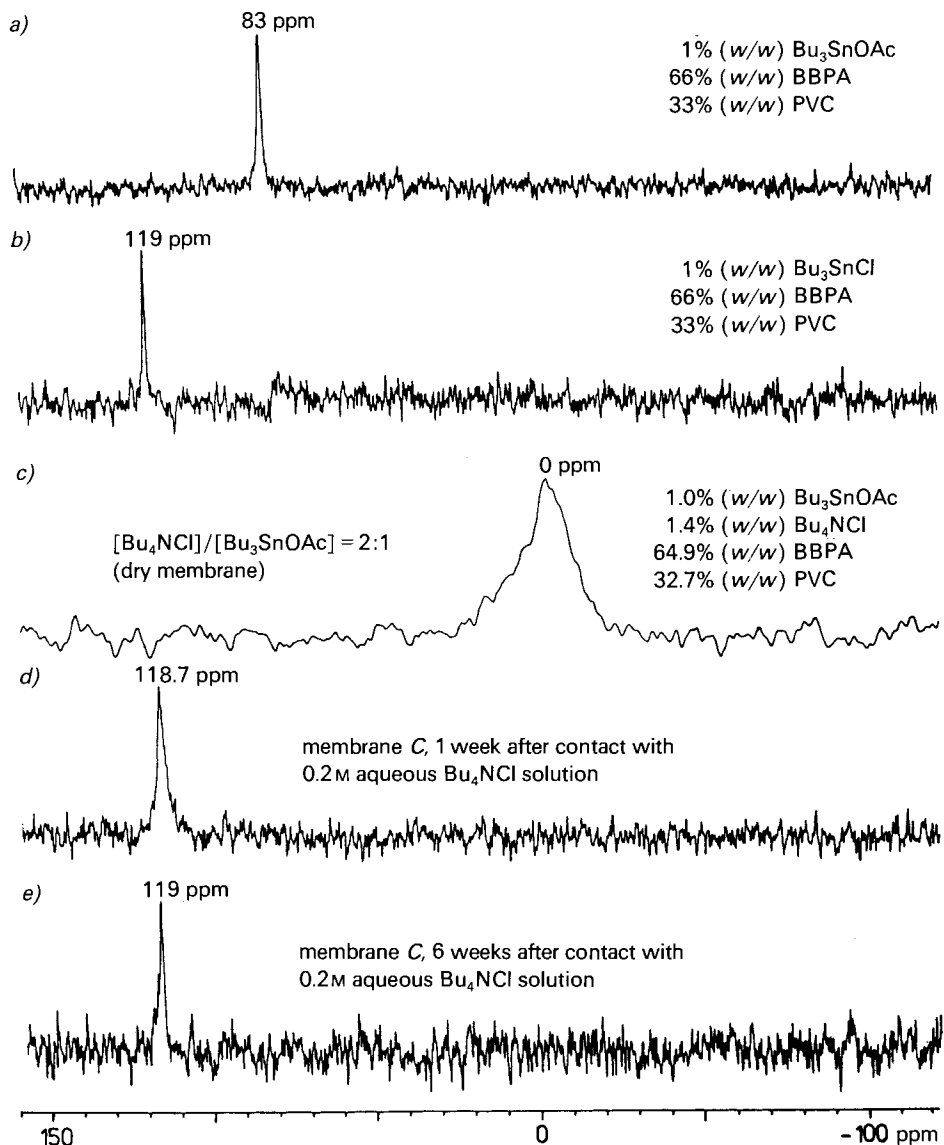 a)
83 ppm
1% (w/w) Bu₃SnOAc
66% (w/w) BBPA
33% (w/w) PVC
b)
119 ppm
1% (w/w) Bu₃SnCl
66% (w/w) BBPA
33% (w/w) PVC
c)
0 ppm
[Bu₄NCl]/[Bu₃SnOAc] = 2:1
(dry membrane)
1.0% (w/w) Bu₃SnOAc
1.4% (w/w) Bu₄NCl
64.9% (w/w) BBPA
32.7% (w/w) PVC
d)
118.7 ppm
membrane C, 1 week after contact with
0.2M aqueous Bu₄NCl solution
e)
119 ppm
membrane C, 6 weeks after contact with
0.2M aqueous Bu₄NCl solution
150 0 -100 ppm